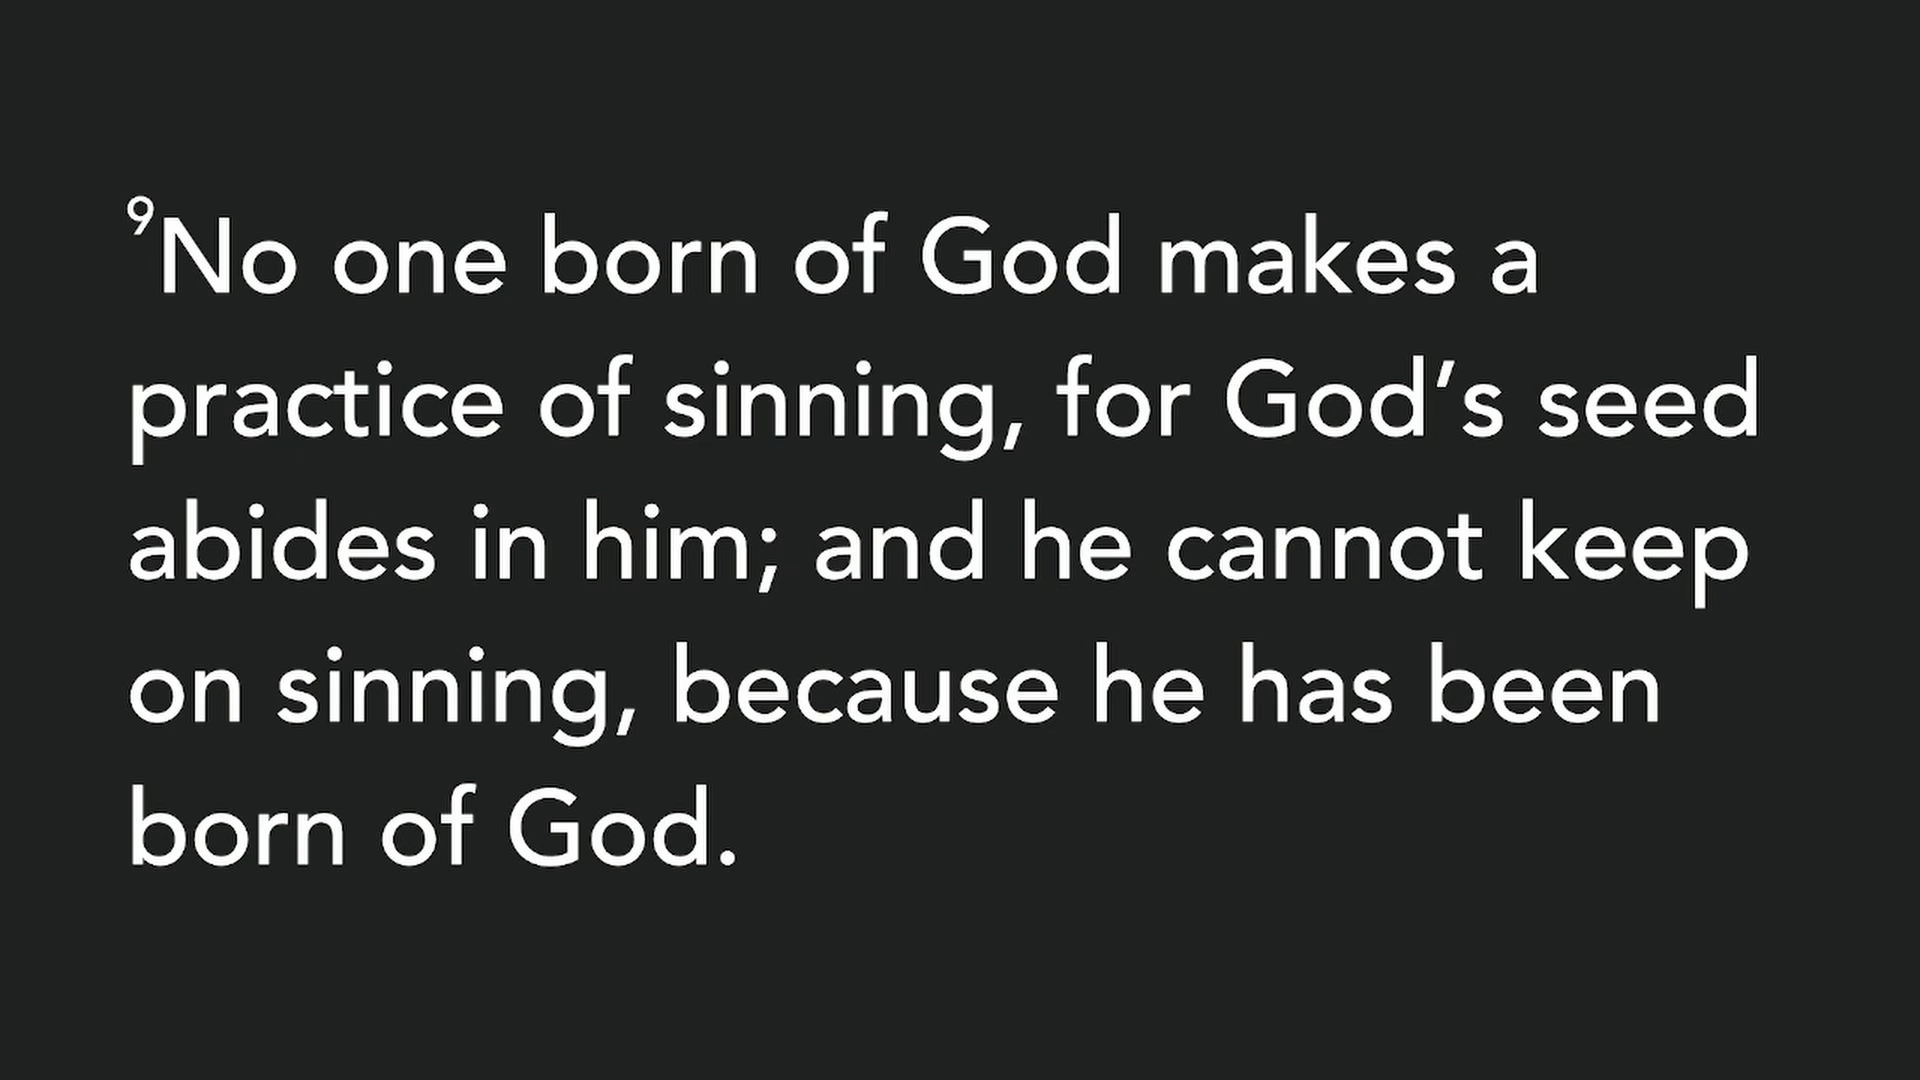 ⁹No one born of God makes a
practice of sinning, for God’s seed
abides in him; and he cannot keep
on sinning, because he has been
born of God.